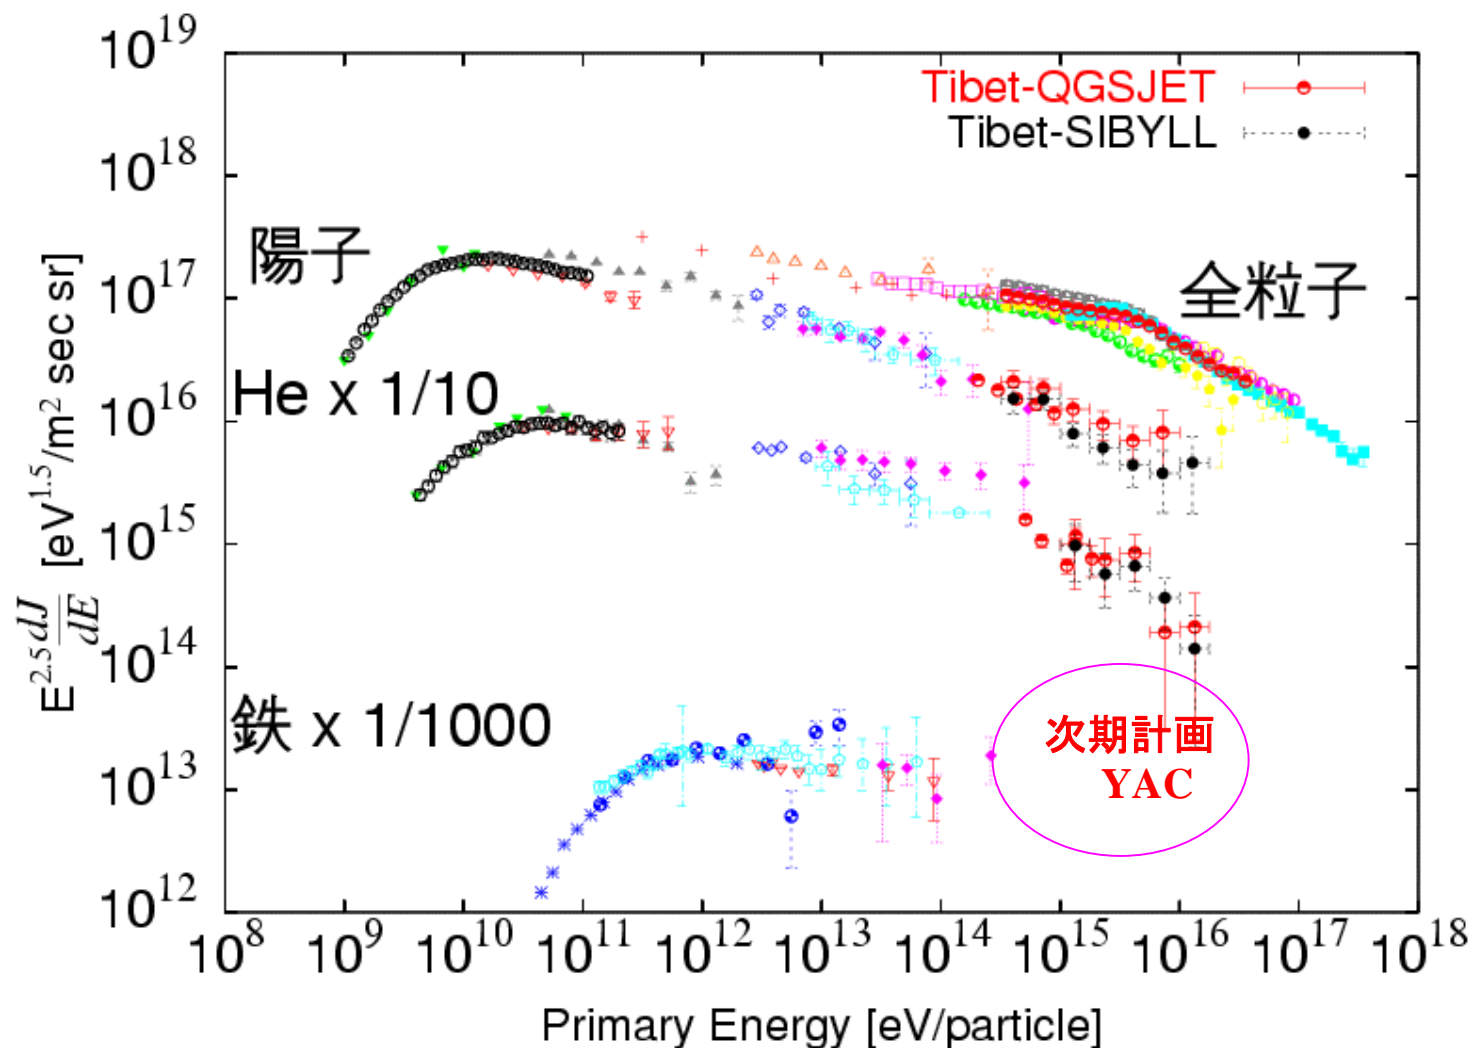 10^19
Tibet-QGSJET
Tibet-SIBYLL
10^18
陽子
10^17
全粒子
He x 1/10
10^16
10^15
10^14
鉄 x 1/1000
次期計画
YAC
10^13
10^12
E^2.5 dJ/dE [eV^1.5/m^2 sec sr]
10^8 10^9 10^10 10^11 10^12 10^13 10^14 10^15 10^16 10^17 10^18
Primary Energy [eV/particle]